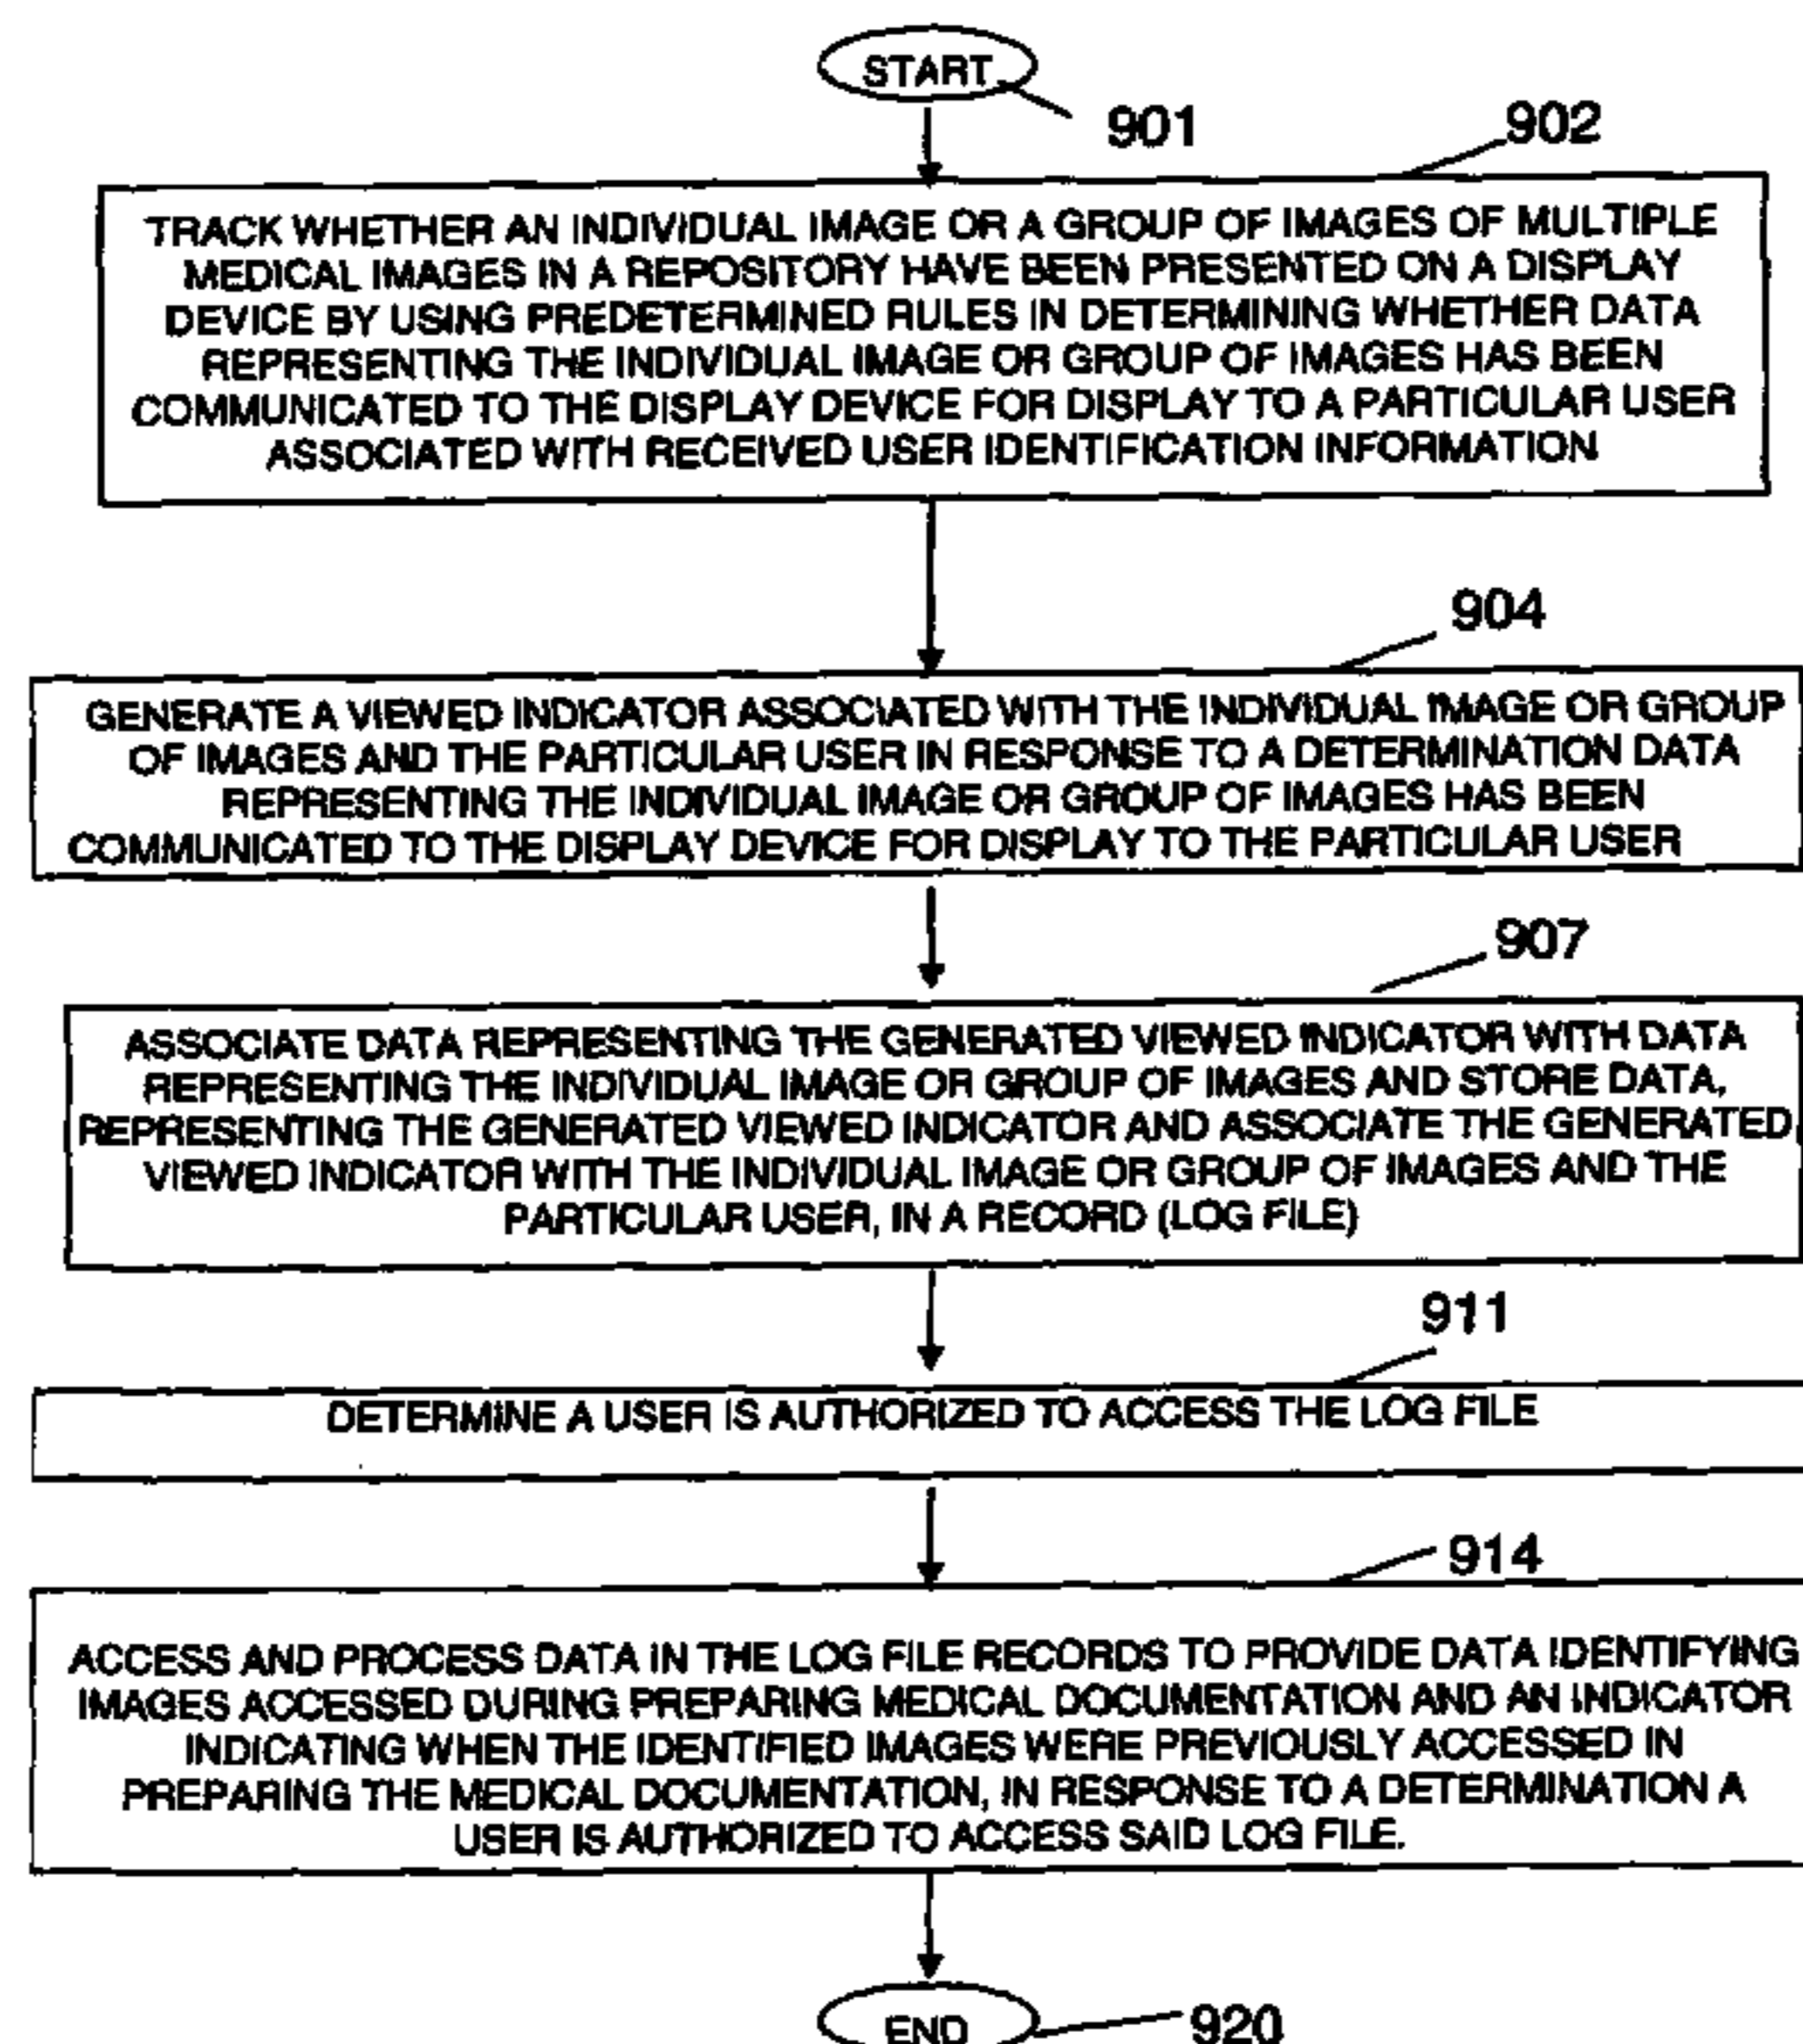 START
901
902
TRACK WHETHER AN INDIVIDUAL IMAGE OR A GROUP OF IMAGES OF MULTIPLE
MEDICAL IMAGES IN A REPOSITORY HAVE BEEN PRESENTED ON A DISPLAY
DEVICE BY USING PREDETERMINED RULES IN DETERMINING WHETHER DATA
REPRESENTING THE INDIVIDUAL IMAGE OR GROUP OF IMAGES HAS BEEN
COMMUNICATED TO THE DISPLAY DEVICE FOR DISPLAY TO A PARTICULAR USER
ASSOCIATED WITH RECEIVED USER IDENTIFICATION INFORMATION
904
GENERATE A VIEWED INDICATOR ASSOCIATED WITH THE INDIVIDUAL IMAGE OR GROUP
OF IMAGES AND THE PARTICULAR USER IN RESPONSE TO A DETERMINATION DATA
REPRESENTING THE INDIVIDUAL IMAGE OR GROUP OF IMAGES HAS BEEN
COMMUNICATED TO THE DISPLAY DEVICE FOR DISPLAY TO THE PARTICULAR USER
907
ASSOCIATE DATA REPRESENTING THE GENERATED VIEWED INDICATOR WITH DATA
REPRESENTING THE INDIVIDUAL IMAGE OR GROUP OF IMAGES AND STORE DATA,
REPRESENTING THE GENERATED VIEWED INDICATOR AND ASSOCIATE THE GENERATED
VIEWED INDICATOR WITH THE INDIVIDUAL IMAGE OR GROUP OF IMAGES AND THE
PARTICULAR USER, IN A RECORD (LOG FILE)
911
DETERMINE A USER IS AUTHORIZED TO ACCESS THE LOG FILE
914
ACCESS AND PROCESS DATA IN THE LOG FILE RECORDS TO PROVIDE DATA IDENTIFYING
IMAGES ACCESSED DURING PREPARING MEDICAL DOCUMENTATION AND AN INDICATOR
INDICATING WHEN THE IDENTIFIED IMAGES WERE PREVIOUSLY ACCESSED IN
PREPARING THE MEDICAL DOCUMENTATION, IN RESPONSE TO A DETERMINATION A
USER IS AUTHORIZED TO ACCESS SAID LOG FILE.
END
920